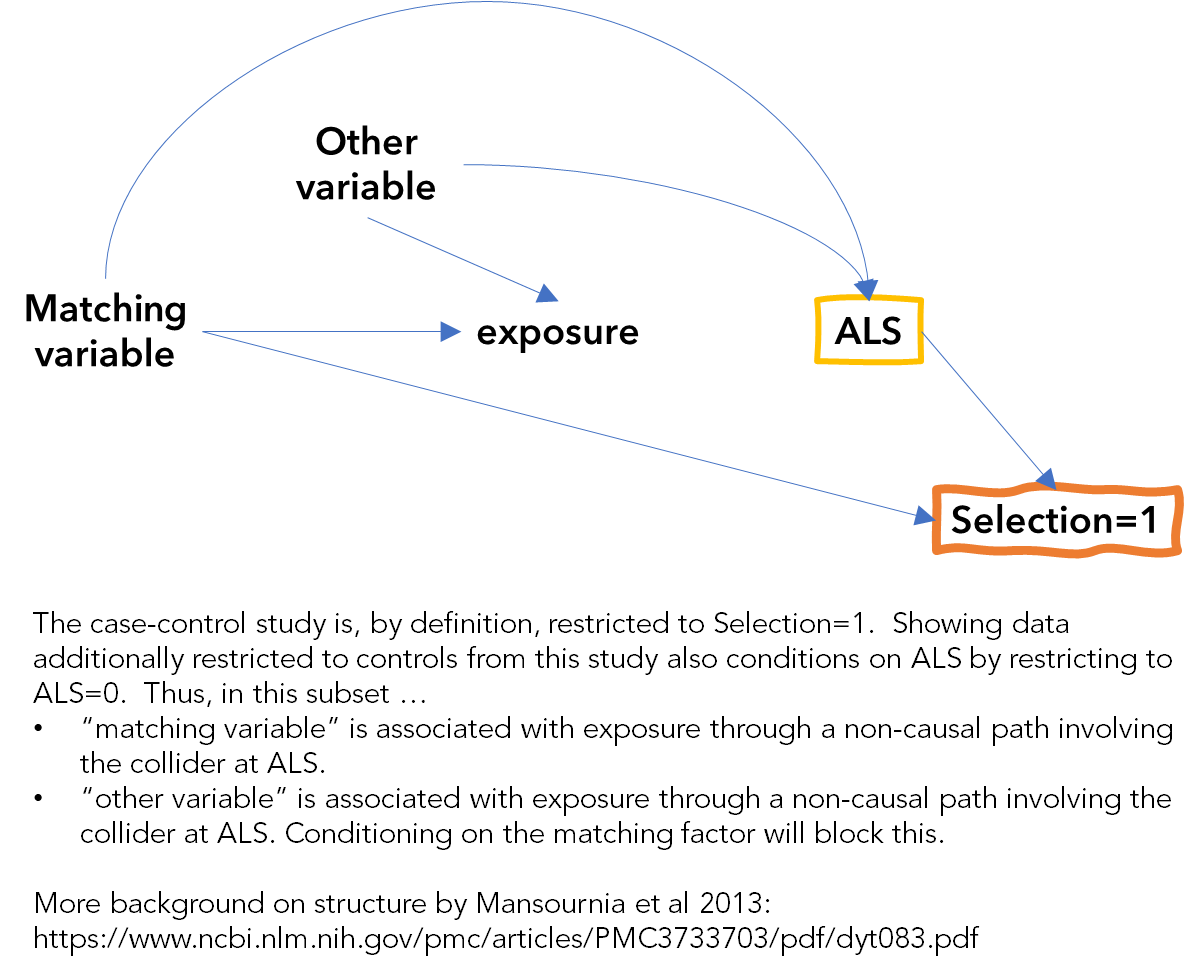 Other
variable
Matching
variable
exposure
ALS
Selection=1
The case-control study is, by definition, restricted to Selection=1.  Showing data
additionally restricted to controls from this study also conditions on ALS by restricting to
ALS=0.  Thus, in this subset …
• “matching variable” is associated with exposure through a non-causal path involving
the collider at ALS.
• “other variable” is associated with exposure through a non-causal path involving the
collider at ALS. Conditioning on the matching factor will block this.
More background on structure by Mansournia et al 2013:
https://www.ncbi.nlm.nih.gov/pmc/articles/PMC3733703/pdf/dyt083.pdf